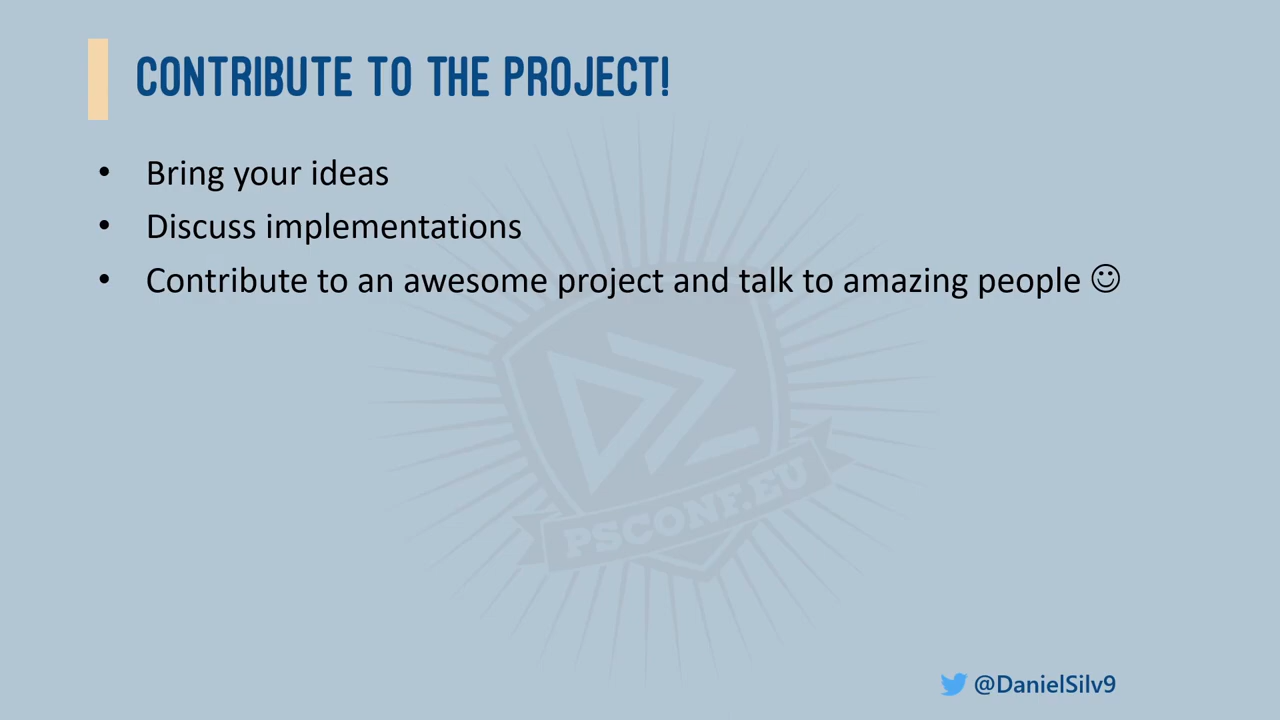 CONTRIBUTE TO THE PROJECT!
• Bring your ideas
• Discuss implementations
• Contribute to an awesome project and talk to amazing people ☺
PSCONF.EU
@DanielSilv9